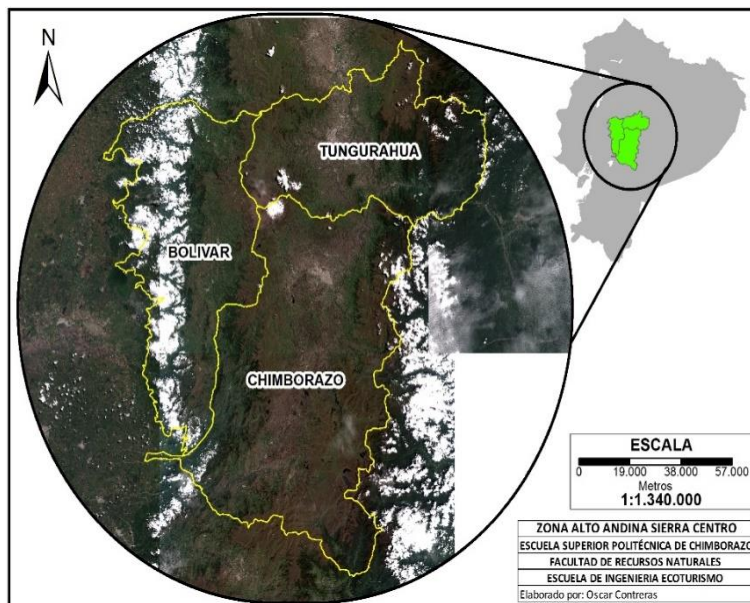 N
TUNGURAHUA
BOLIVAR
CHIMBORAZO
ESCALA
0 19.000 38.000 57.000
Metros
1:1.340.000
ZONA ALTO ANDINA SIERRA CENTRO
ESCUELA SUPERIOR POLITÉCNICA DE CHIMBORAZO
FACULTAD DE RECURSOS NATURALES
ESCUELA DE INGENIERIA ECOTURISMO
Elaborado por: Oscar Contreras